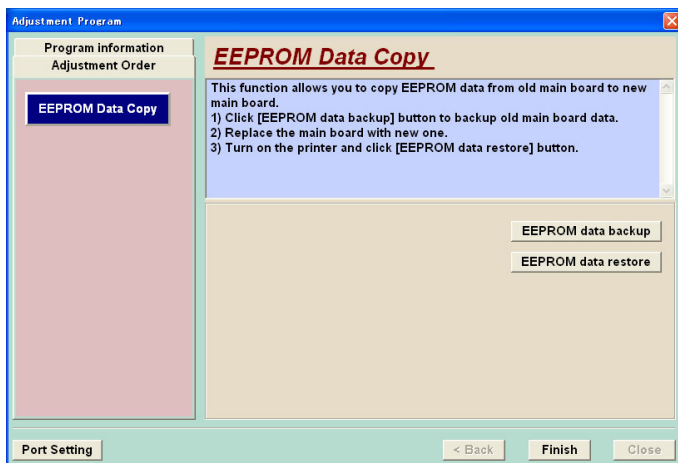 Adjustment Program
Program information
Adjustment Order
EEPROM Data Copy
EEPROM Data Copy
This function allows you to copy EEPROM data from old main board to new
main board.
1) Click [EEPROM data backup] button to backup old main board data.
2) Replace the main board with new one.
3) Turn on the printer and click [EEPROM data restore] button.
EEPROM data backup
EEPROM data restore
Port Setting
< Back
Finish
Close